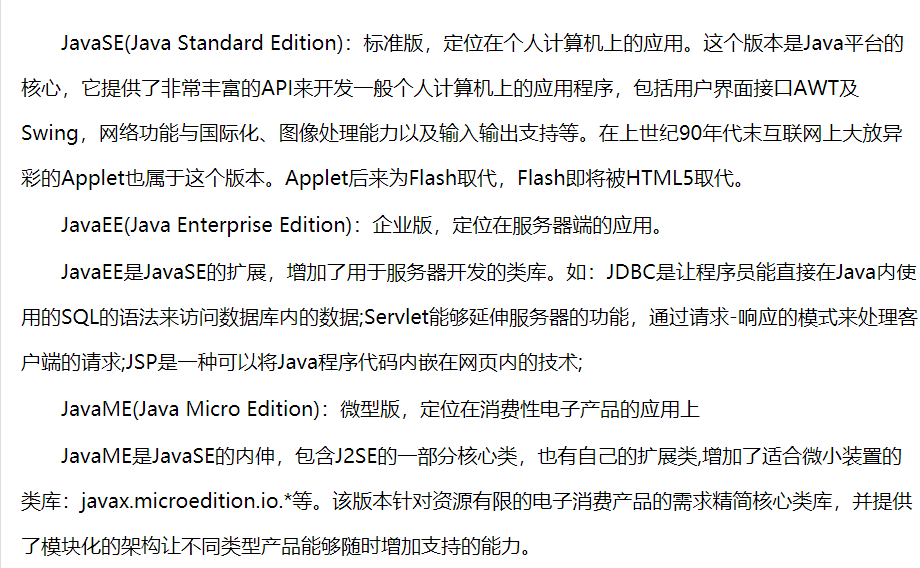 JavaSE(Java Standard Edition)：标准版，定位在个人计算机上的应用。这个版本是Java平台的
核心，它提供了非常丰富的API来开发一般个人计算机上的应用程序，包括用户界面接口AWT及
Swing，网络功能与国际化、图像处理能力以及输入输出支持等。在上世纪90年代末互联网上大放异
彩的Applet也属于这个版本。Applet后来为Flash取代，Flash即将被HTML5取代。
JavaEE(Java Enterprise Edition)：企业版，定位在服务器端的应用。
JavaEE是JavaSE的扩展，增加了用于服务器开发的类库。如：JDBC是让程序员能直接在Java内使
用的SQL的语法来访问数据库内的数据;Servlet能够延伸服务器的功能，通过请求-响应的模式来处理客
户端的请求;JSP是一种可以将Java程序代码内嵌在网页内的技术;
JavaME(Java Micro Edition)：微型版，定位在消费性电子产品的应用上
JavaME是JavaSE的内伸，包含J2SE的一部分核心类，也有自己的扩展类,增加了适合微小装置的
类库：javax.microedition.io.*等。该版本针对资源有限的电子消费产品的需求精简核心类库，并提供
了模块化的架构让不同类型产品能够随时增加支持的能力。